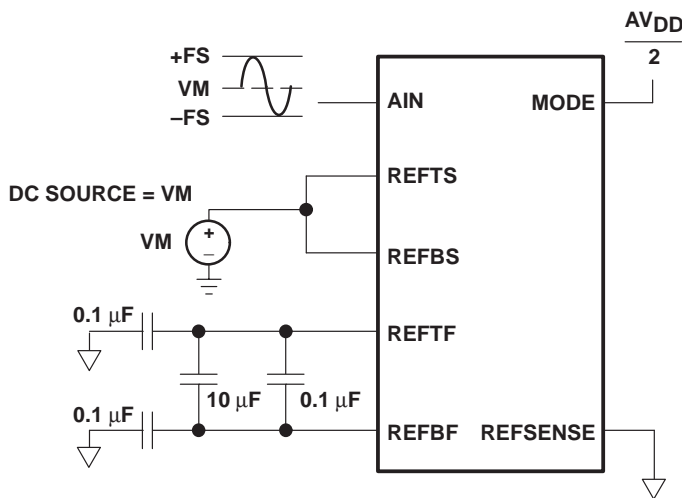 AVDD
2
+FS
VM
–FS
AIN
MODE
REFTS
DC SOURCE = VM
VM
+
–
REFBS
0.1 μF
REFTF
10 μF
0.1 μF
0.1 μF
REFBF
REFSENSE